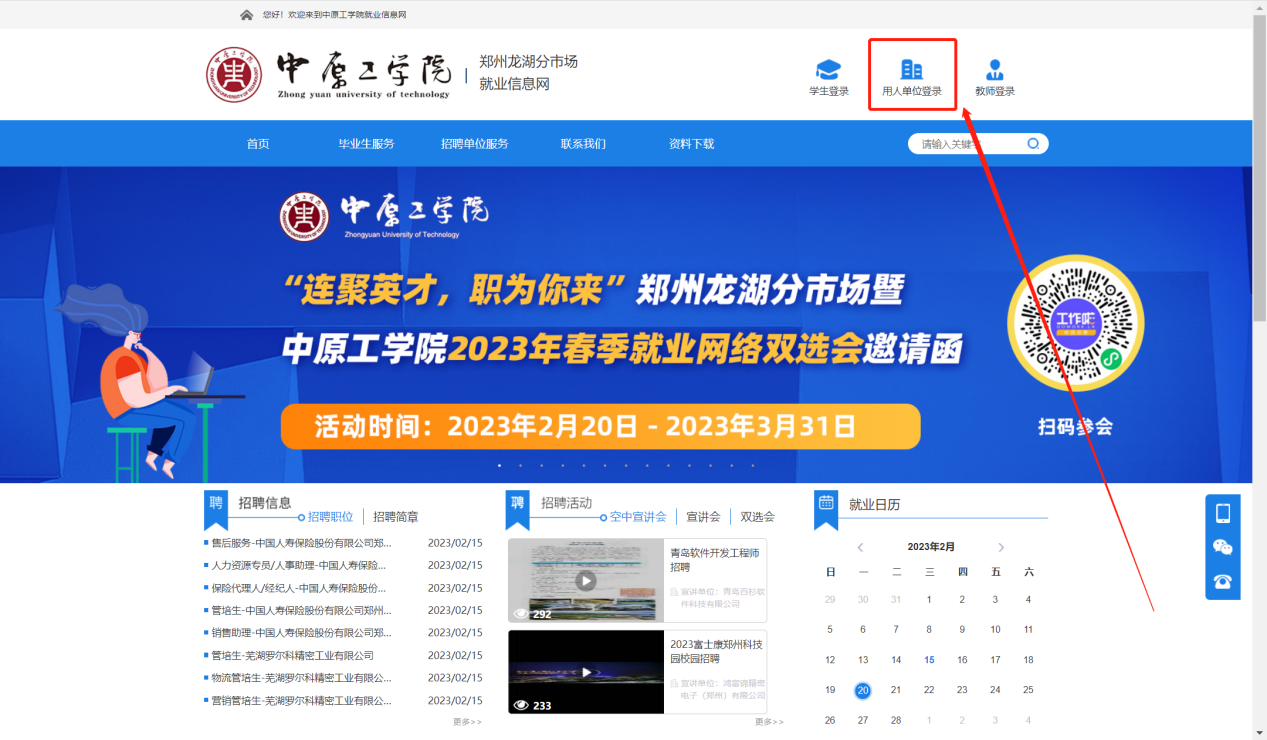 您好！欢迎来到中原工学院就业信息网
中原工学院
Zhong yuan university of technology
郑州龙湖分市场
就业信息网
学生登录
用人单位登录
教师登录
首页
毕业生服务
招聘单位服务
联系我们
资料下载
请输入关键
中原工学院
Zhongyuan University of Technology
“连聚英才，职为你来”郑州龙湖分市场暨
中原工学院2023年春季就业网络双选会邀请函
活动时间：2023年2月20日 - 2023年3月31日
工作啦
扫码参会
聘 招聘信息
招聘职位 招聘简章
售后服务-中国人寿保险股份有限公司郑... 2023/02/15
人力资源专员/人事助理-中国人寿保险... 2023/02/15
保险代理人/经纪人-中国人寿保险股份... 2023/02/15
管培生-中国人寿保险股份有限公司郑州... 2023/02/15
销售助理-中国人寿保险股份有限公司郑... 2023/02/15
管培生-芜湖罗尔科精密工业有限公司 2023/02/15
物流管培生-芜湖罗尔科精密工业有限公... 2023/02/15
营销管培生-芜湖罗尔科精密工业有限公... 2023/02/15
更多>>
聘 招聘活动
空中宣讲会 宣讲会 双选会
292
青岛软件开发工程师
招聘
宣讲单位：青岛百杉软
件科技有限公司
233
2023富士康郑州科技
园校园招聘
宣讲单位：鸿富锦精密
电子（郑州）有限公司
更多>>
就业日历
2023年2月
日 一 二 三 四 五 六
29 30 31 1 2 3 4
5 6 7 8 9 10 11
12 13 14 15 16 17 18
19 20 21 22 23 24 25
26 27 28 1 2 3 4